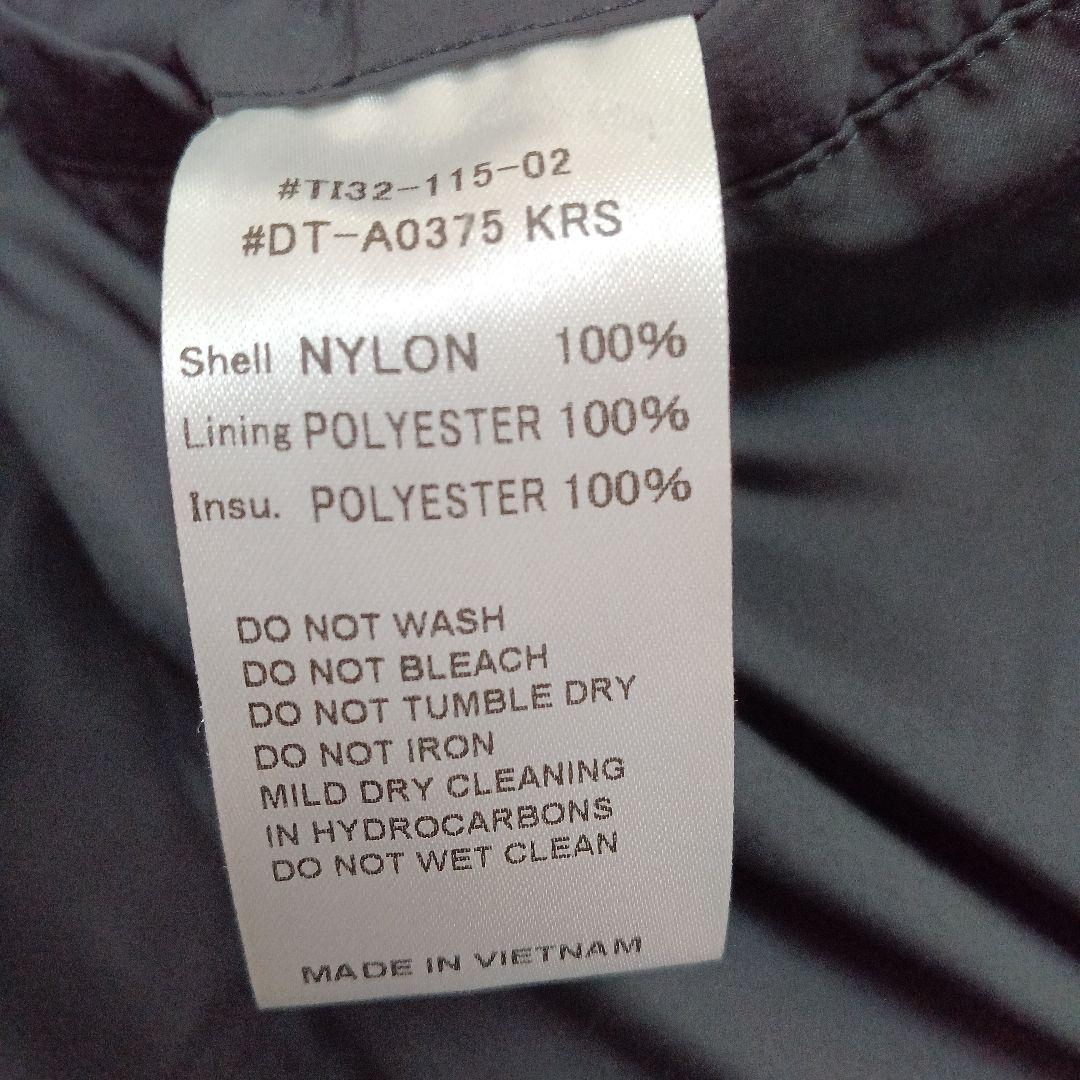 #TI32-115-02
#DT-A0375 KRS
Shell NYLON 100%
Lining POLYESTER 100%
Insu. POLYESTER 100%
DO NOT WASH
DO NOT BLEACH
DO NOT TUMBLE DRY
DO NOT IRON
MILD DRY CLEANING
IN HYDROCARBONS
DO NOT WET CLEAN
MADE IN VIETNAM